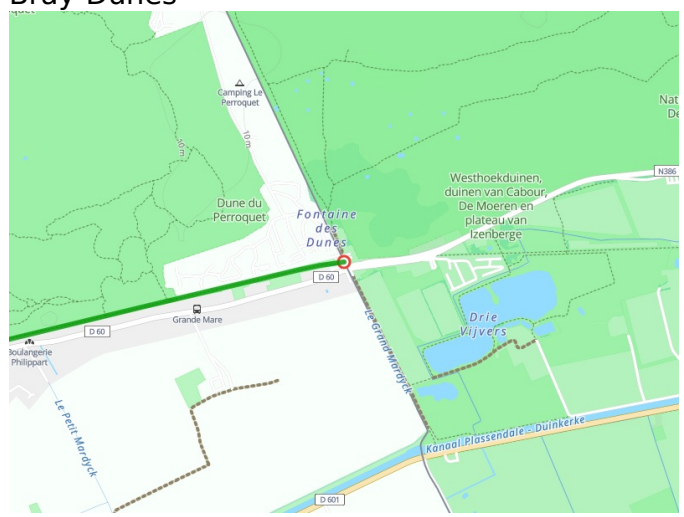 Camping Le
Perroquet
10 m
10 m
Nat
De
N386
Westhoekduinen,
duinen van Cabour,
De Moeren en
plateau van
Izenberge
Dune du
Perroquet
Fontaine
des
Dunes
D 60
D 60
Grande Mare
Boulangerie
Philippart
Le Grand Mardyck
Drie
Vijvers
Le Petit Mardyck
Kanaal Plassendale - Duinkerke
D 601